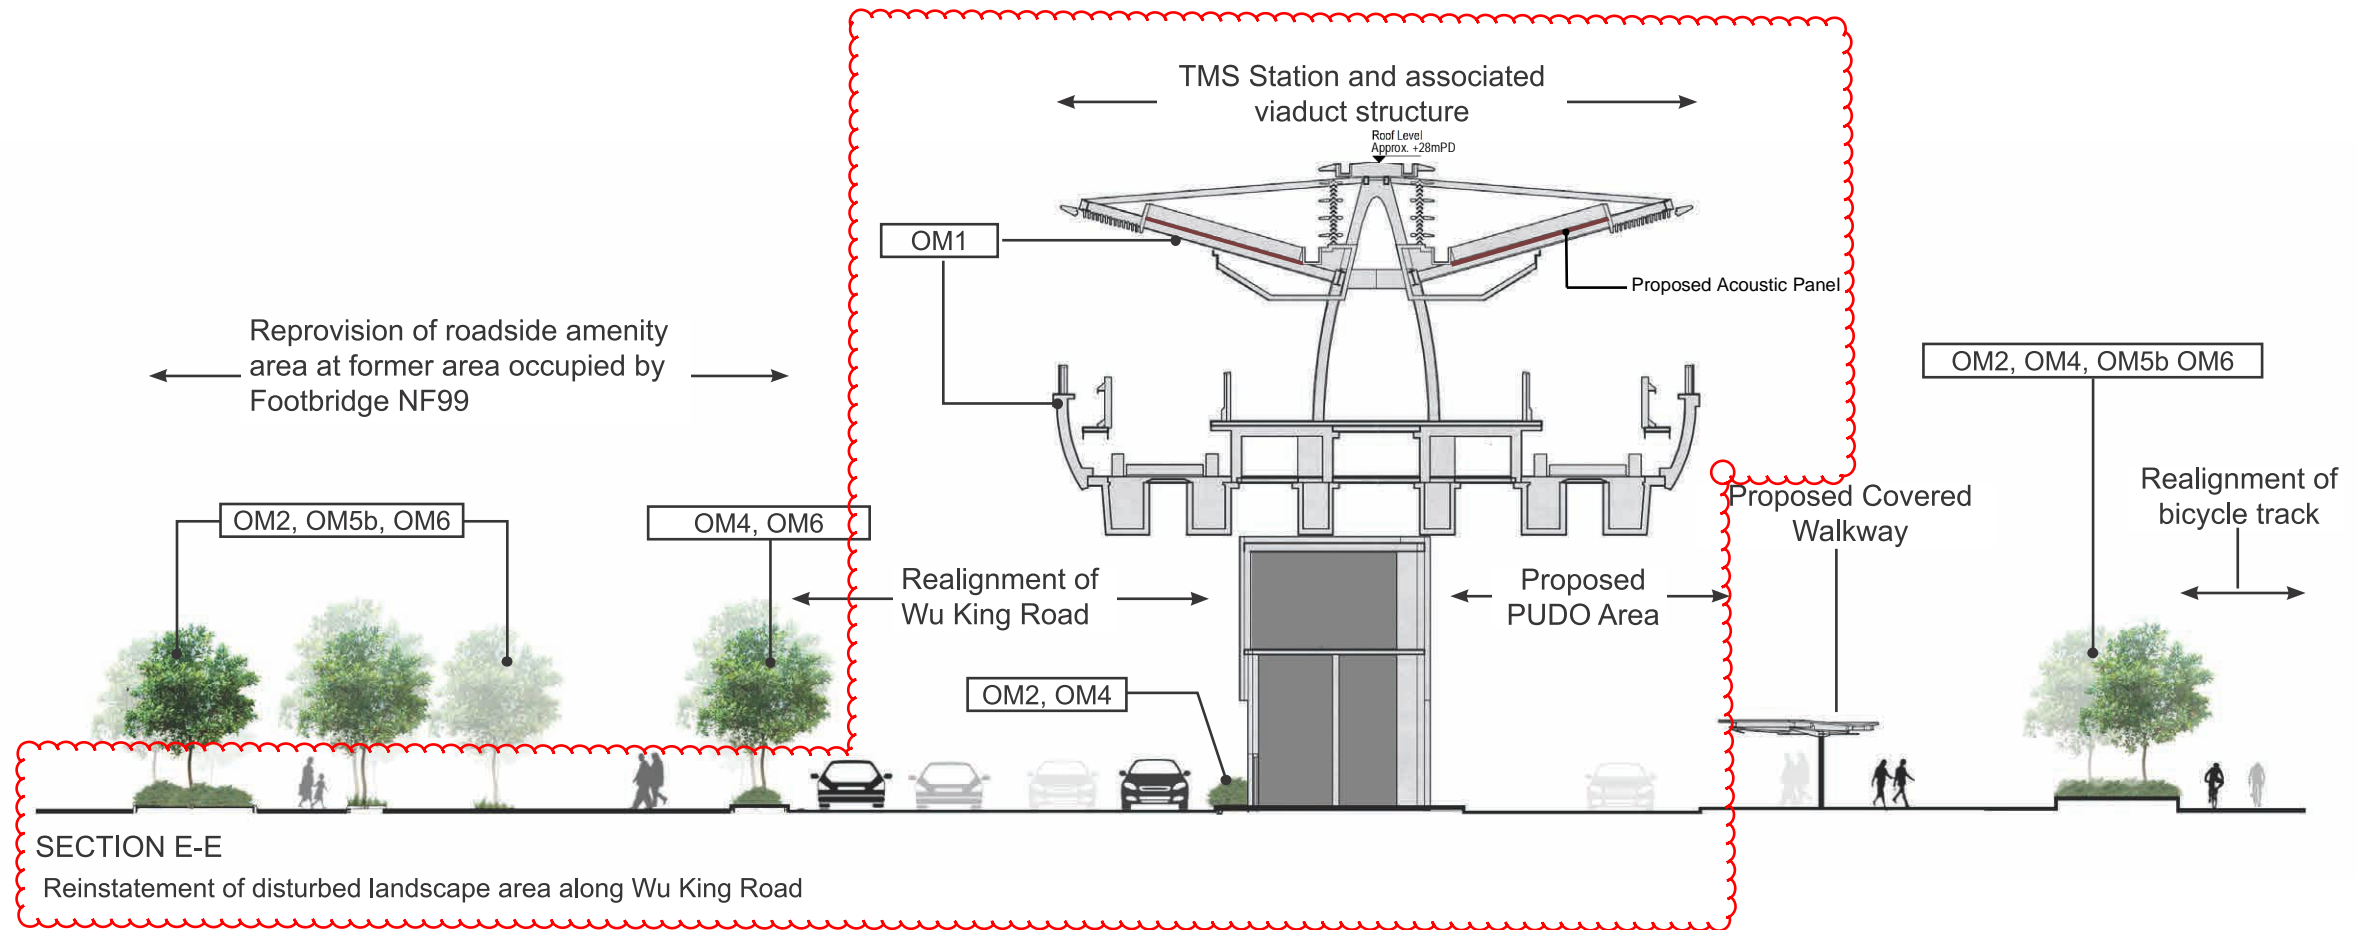 TMS Station and associated
viaduct structure
Roof Level
Approx. +28mPD
OM1
Proposed Acoustic Panel
Reprovision of roadside amenity
area at former area occupied by
Footbridge NF99
OM2, OM4, OM5b OM6
OM2, OM5b, OM6
OM4, OM6
Proposed Covered
Walkway
Realignment of
bicycle track
Realignment of
Wu King Road
Proposed
PUDO Area
OM2, OM4
SECTION E-E
Reinstatement of disturbed landscape area along Wu King Road